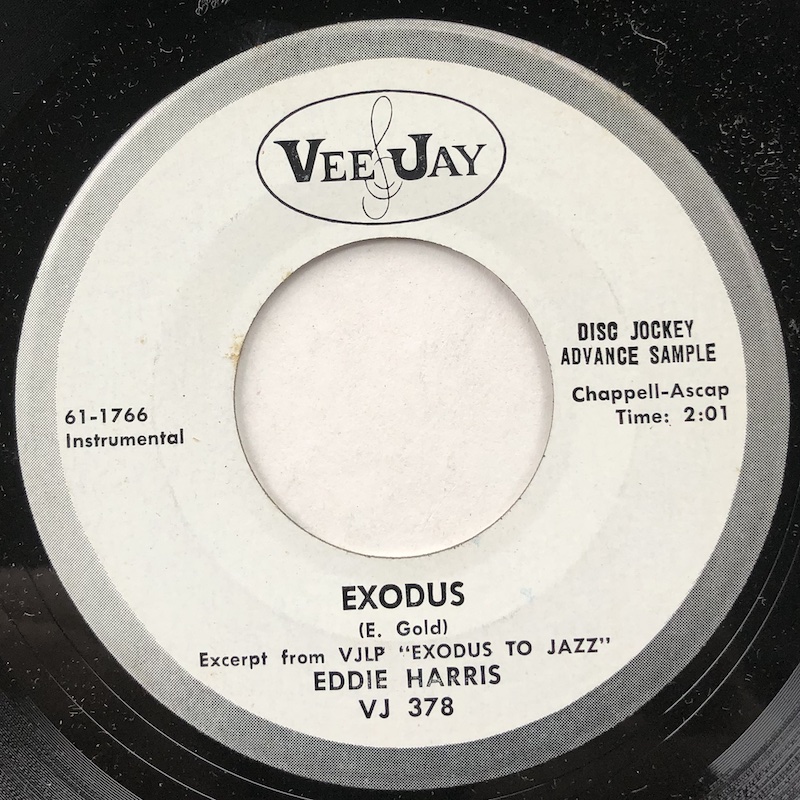 VEE JAY
DISC JOCKEY
ADVANCE SAMPLE
Chappell-Ascap
Time: 2:01
61-1766
Instrumental
EXODUS
(E. Gold)
Excerpt from VJLP "EXODUS TO JAZZ"
EDDIE HARRIS
VJ 378